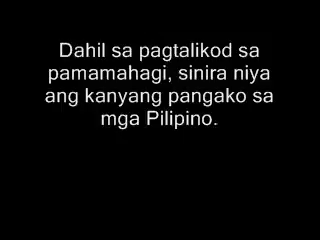 Dahil sa pagtalikod sa
pamamahagi, sinira niya
ang kanyang pangako sa
mga Pilipino.